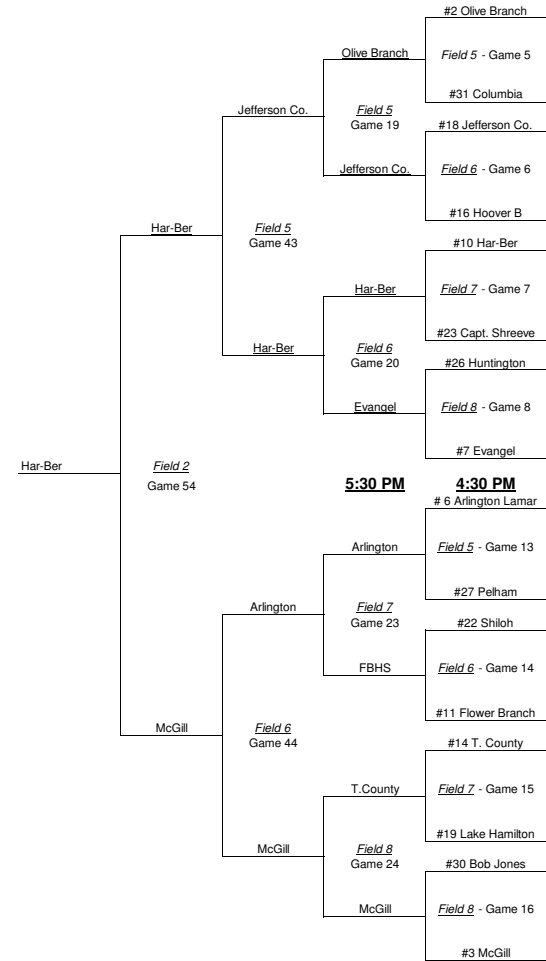 #2 Olive Branch
Olive Branch
Field 5 - Game 5
#31 Columbia
Jefferson Co.
Field 5
Game 19
#18 Jefferson Co.
Jefferson Co.
Field 6 - Game 6
#16 Hoover B
Har-Ber
Field 5
Game 43
#10 Har-Ber
Har-Ber
Field 7 - Game 7
#23 Capt. Shreeve
Har-Ber
Field 6
Game 20
#26 Huntington
Evangel
Field 8 - Game 8
#7 Evangel
Har-Ber
Field 2
Game 54
5:30 PM
4:30 PM
# 6 Arlington Lamar
Arlington
Field 5 - Game 13
#27 Pelham
Arlington
Field 7
Game 23
#22 Shiloh
FBHS
Field 6 - Game 14
#11 Flower Branch
McGill
Field 6
Game 44
#14 T. County
T.County
Field 7 - Game 15
#19 Lake Hamilton
McGill
Field 8
Game 24
#30 Bob Jones
McGill
Field 8 - Game 16
#3 McGill